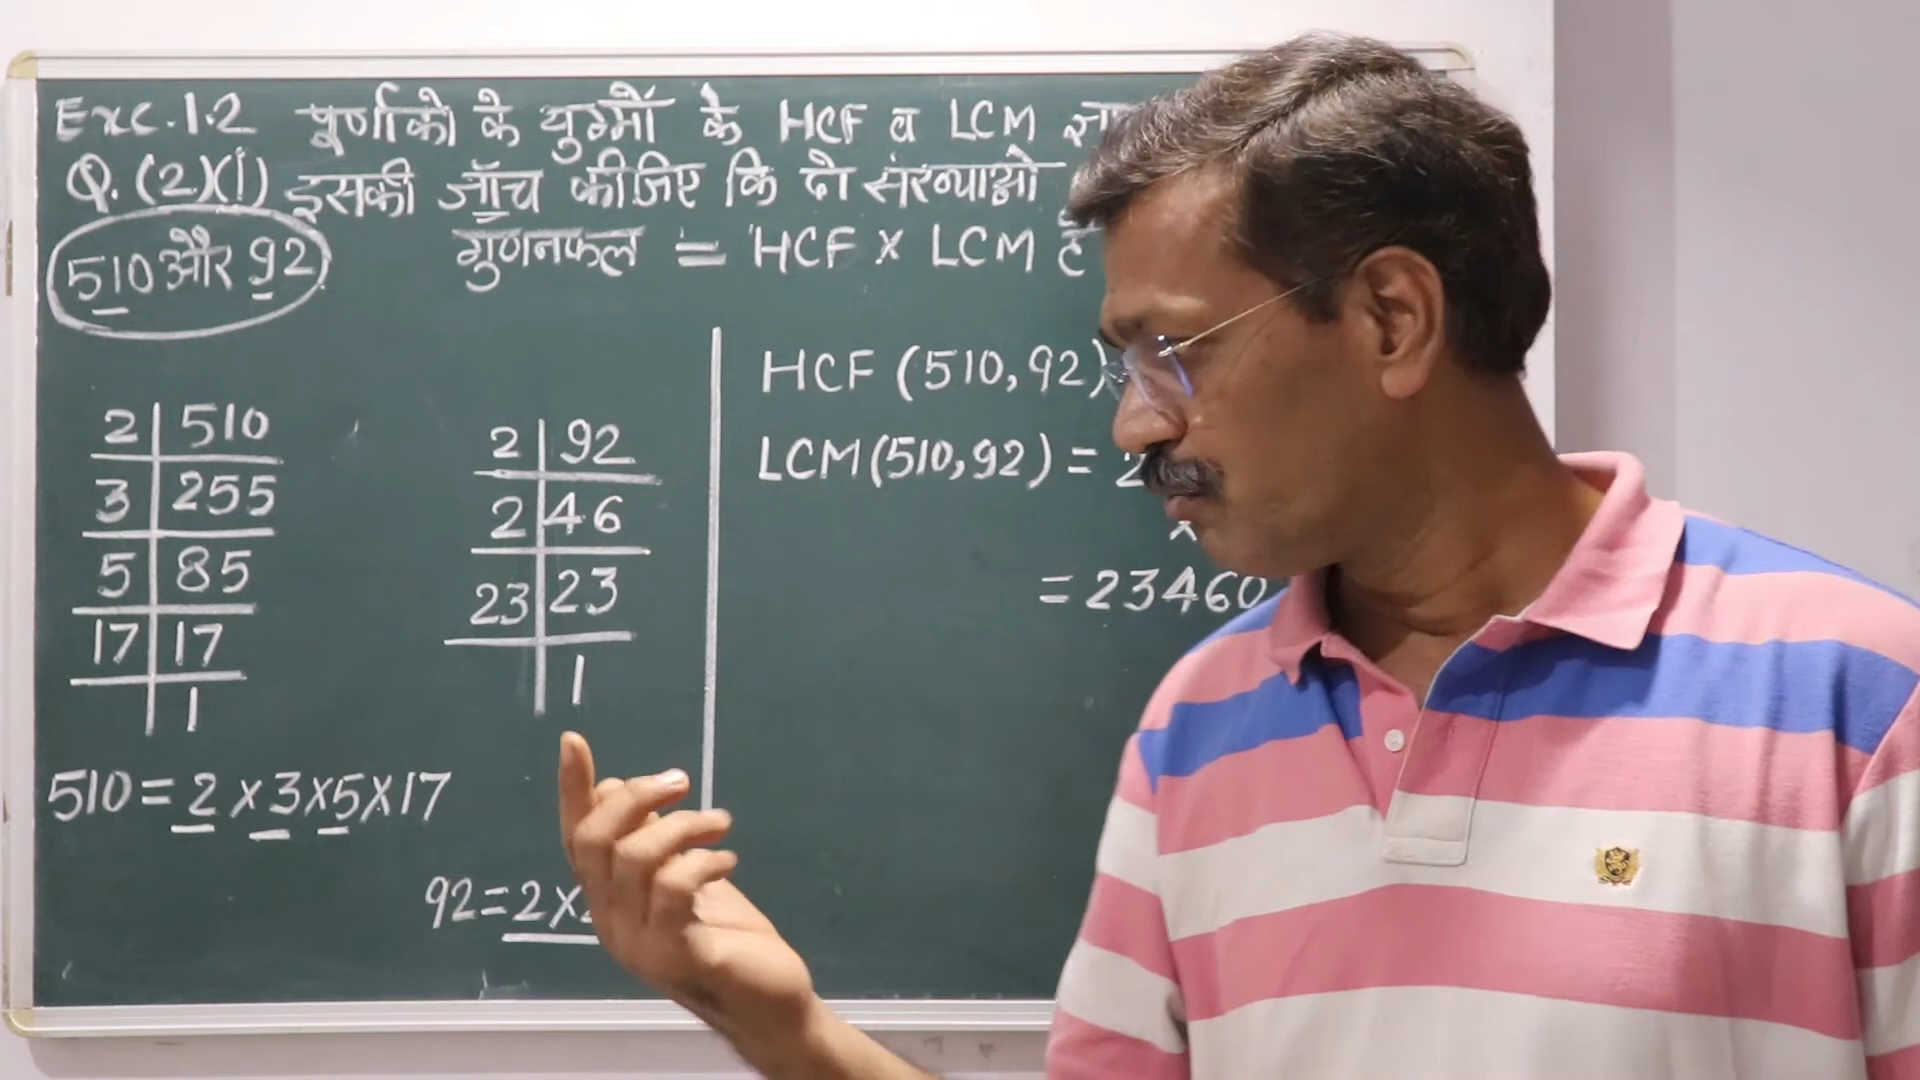 Exc.1.2 पूर्णांको के युग्मों के HCF व LCM
Q.(2)(i) इसकी जाँच कीजिए कि दो संख्याओ
510 और 92 गुणनफल = HCF × LCM
2 510
3 255
5 85
17 17
1
510 = 2 × 3 × 5 × 17
2 92
2 46
23 23
1
92 = 2 ×
HCF (510, 92)
LCM (510, 92) = 2
×
= 23460